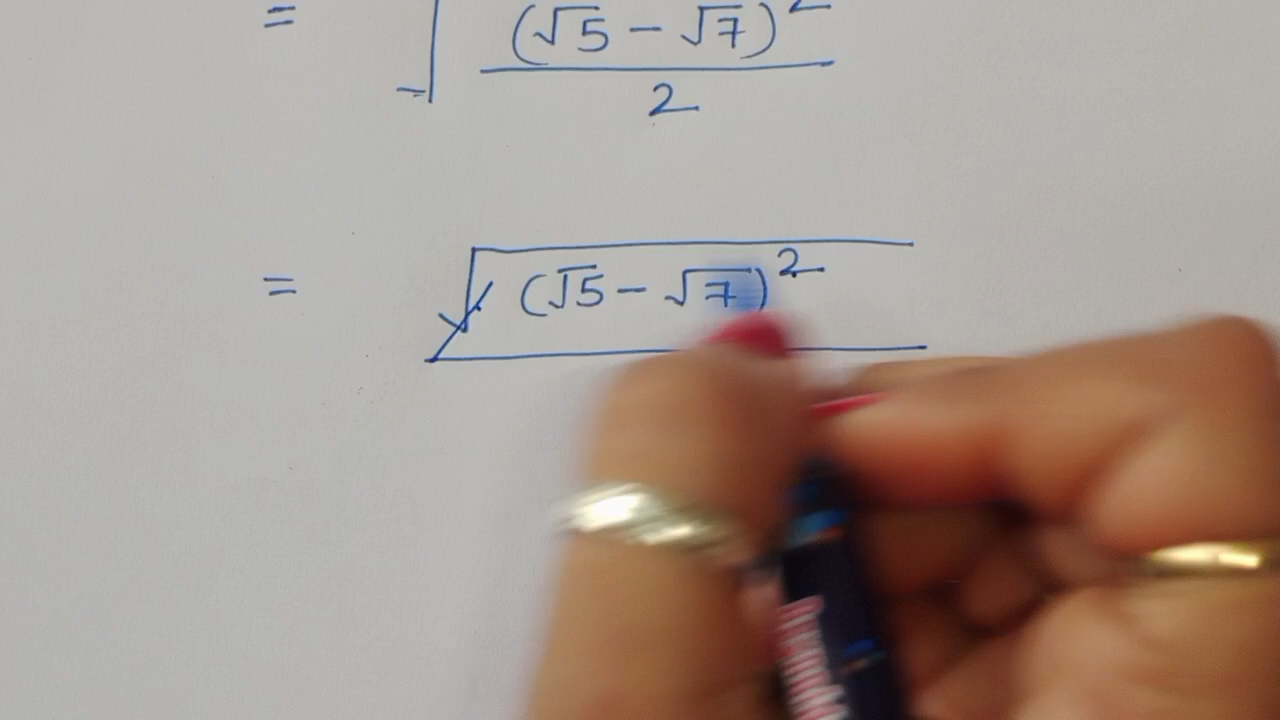 = √(√5 − √7)²
2
= √(√5 − √7)²